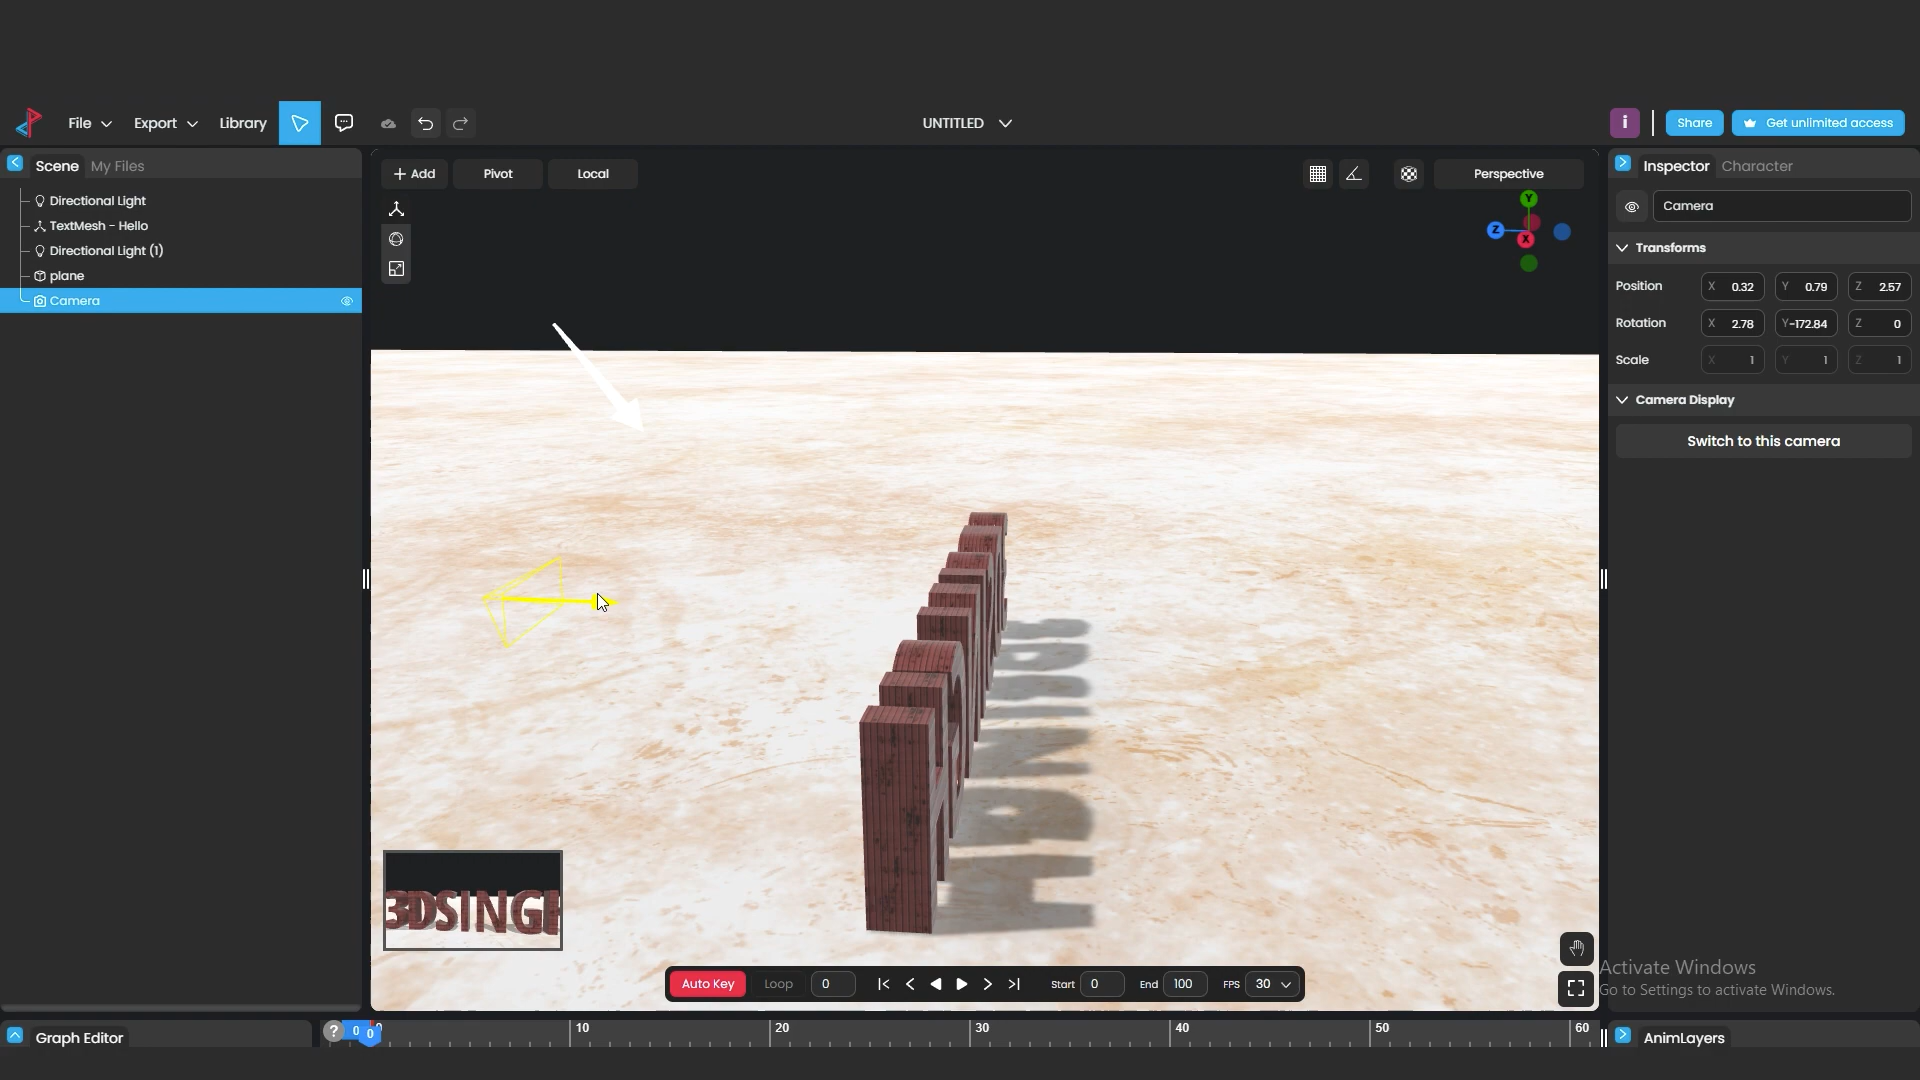 File Export Library UNTITLED i Share Get unlimited access
Scene My Files + Add Pivot Local Perspective Inspector Character
Directional Light
TextMesh - Hello
Directional Light (1)
plane
Camera
Y
Z
X
Camera
Transforms
Position X 0.32 Y 0.79 Z 2.57
Rotation X 2.78 Y -172.84 Z 0
Scale X 1 Y 1 Z 1
Camera Display
Switch to this camera
3DSING
Auto Key Loop 0 Start 0 End 100 FPS 30
Activate Windows
Go to Settings to activate Windows.
Graph Editor ? 0 0 10 20 30 40 50 60 AnimLayers